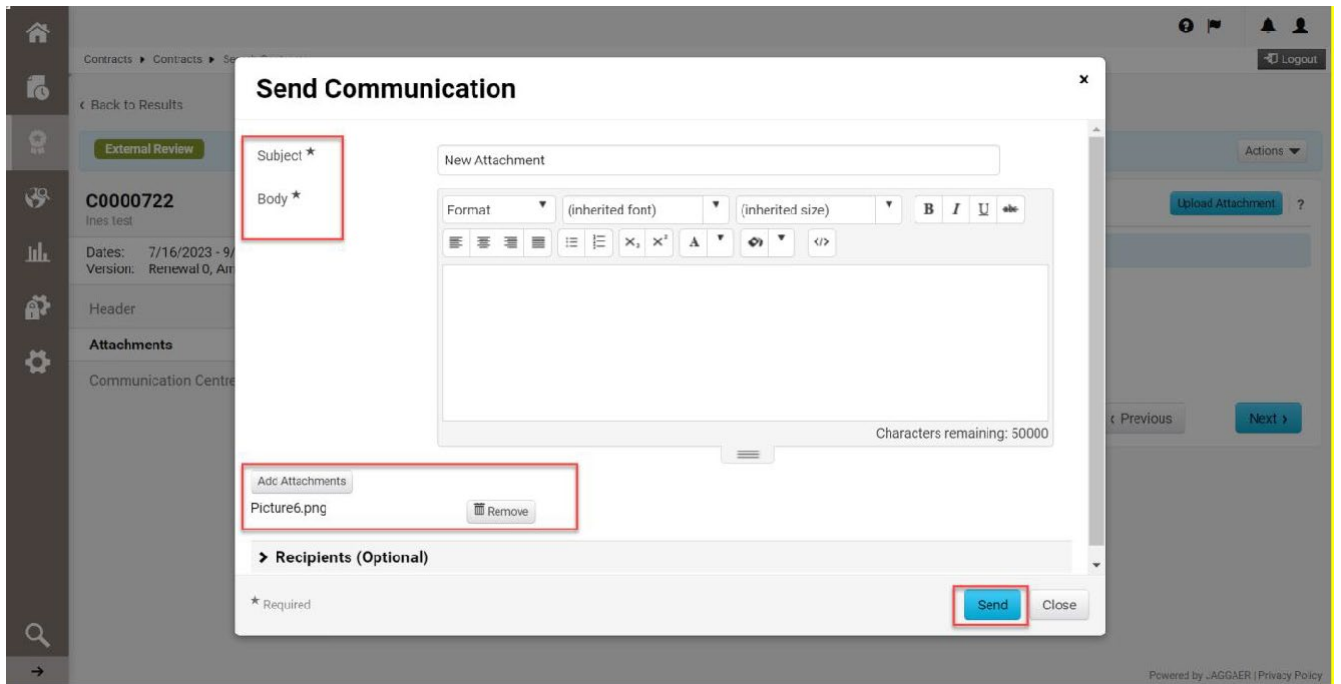 Contracts ▸ Contracts ▸
Logout
‹ Back to Results
External Review
Actions
C0000722
Ines test
Upload Attachment ?
Dates: 7/16/2023 - 9/
Version: Renewal 0,
Header
Attachments
Communication Centre
‹ Previous
Next ›
Send Communication
×
Subject ★
New Attachment
Body ★
Format
(inherited font)
(inherited size)
B I U abc
X₂ X² A </>
Characters remaining: 50000
Add Attachments
Picture6.png
Remove
> Recipients (Optional)
★ Required
Send
Close
Powered by JAGGAER | Privacy Policy